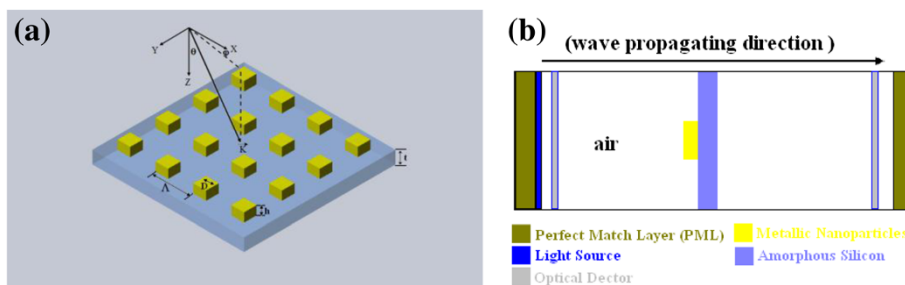 (a)
Y
X
θ
φ
Z
K
Λ
D
h
t
(b)
(wave propagating direction )
air
Perfect Match Layer (PML)
Metallic Nanoparticles
Light Source
Amorphous Silicon
Optical Dector